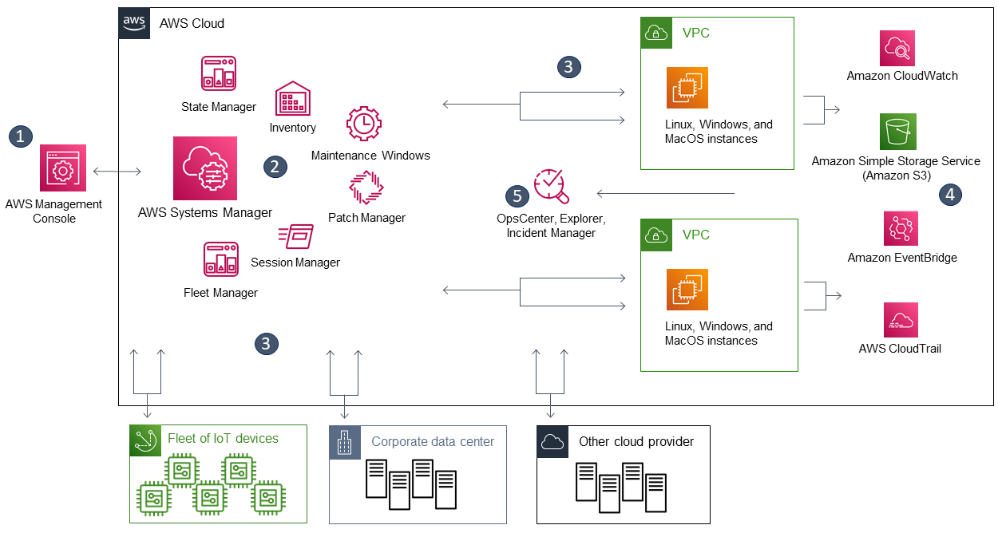 aws
AWS Cloud
State Manager
Inventory
Maintenance Windows
1
2
AWS Management
Console
AWS Systems Manager
Patch Manager
Session Manager
Fleet Manager
3
3
VPC
Linux, Windows, and
MacOS instances
5
OpsCenter, Explorer,
Incident Manager
VPC
Linux, Windows, and
MacOS instances
Amazon CloudWatch
Amazon Simple Storage Service
(Amazon S3)
4
Amazon EventBridge
AWS CloudTrail
Fleet of IoT devices
Corporate data center
Other cloud provider